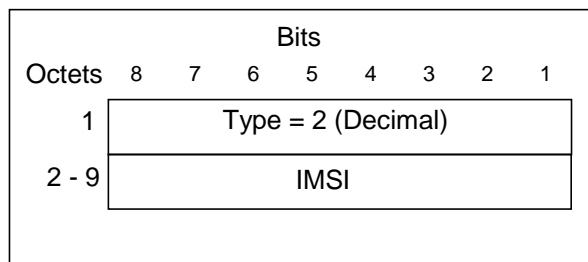 Bits
Octets 8 7 6 5 4 3 2 1
1 Type = 2 (Decimal)
2 - 9 IMSI